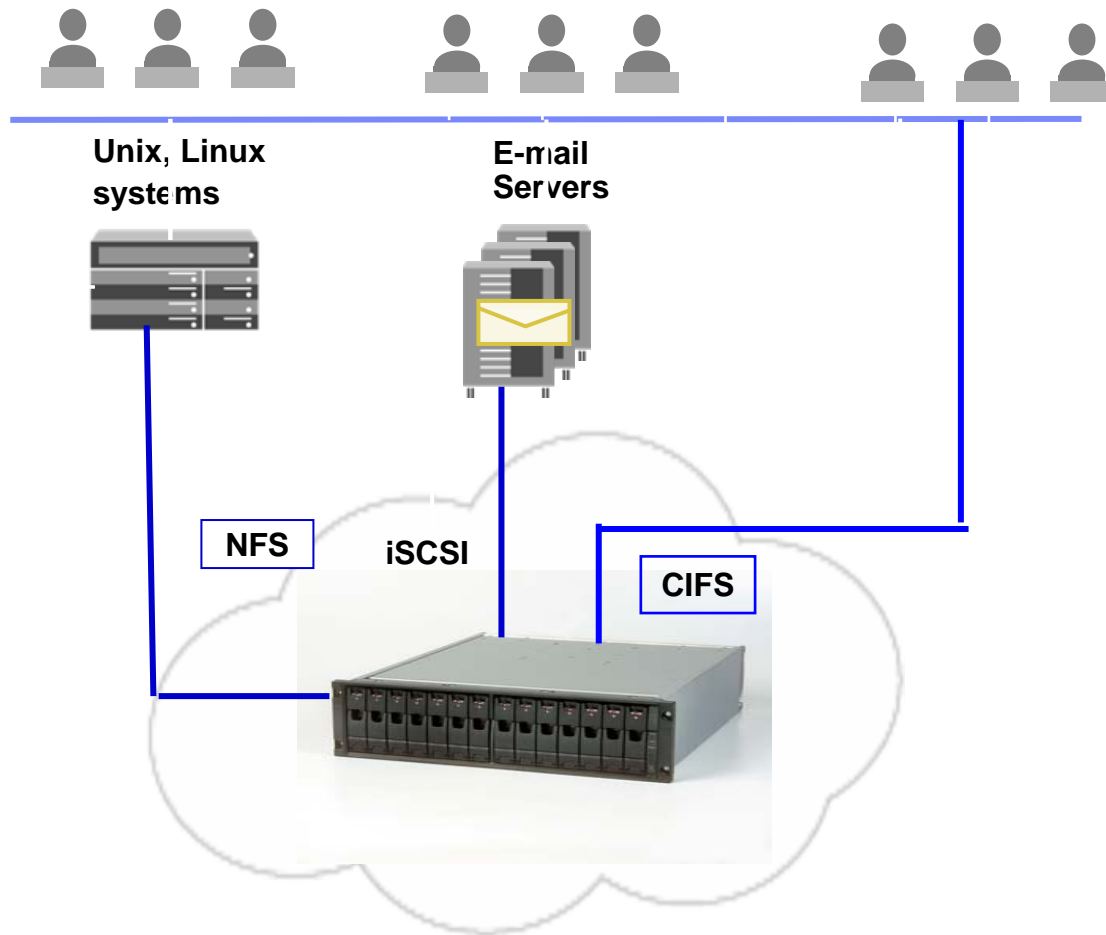 Unix, Linux
systems
E-mail
Servers
NFS
iSCSI
CIFS